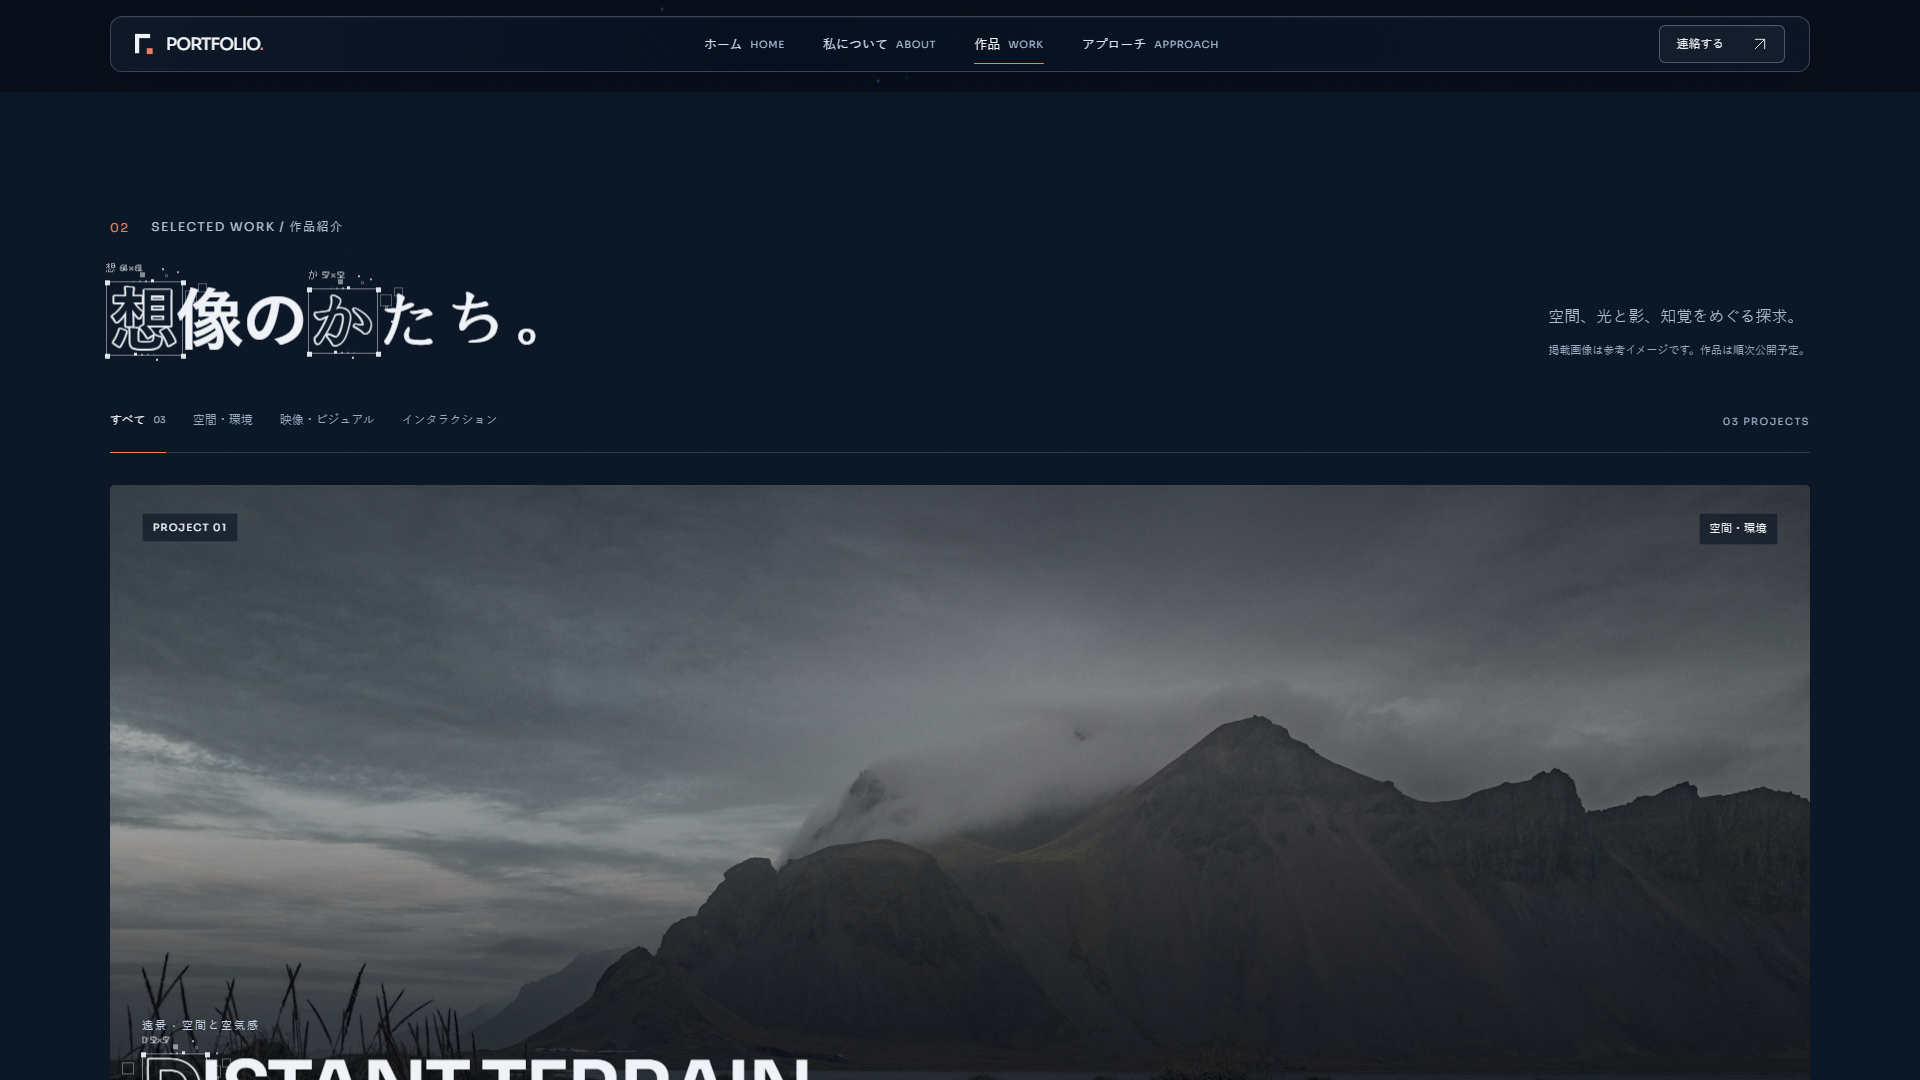 PORTFOLIO.
ホーム HOME
私について ABOUT
作品 WORK
アプローチ APPROACH
連絡する
02 SELECTED WORK / 作品紹介
想像のかたち。
空間、光と影、知覚をめぐる探求。
掲載画像は参考イメージです。作品は順次公開予定。
すべて 03
空間・環境
映像・ビジュアル
インタラクション
03 PROJECTS
PROJECT 01
空間・環境
遠景・空間と空気感
DISTANT TERRAIN